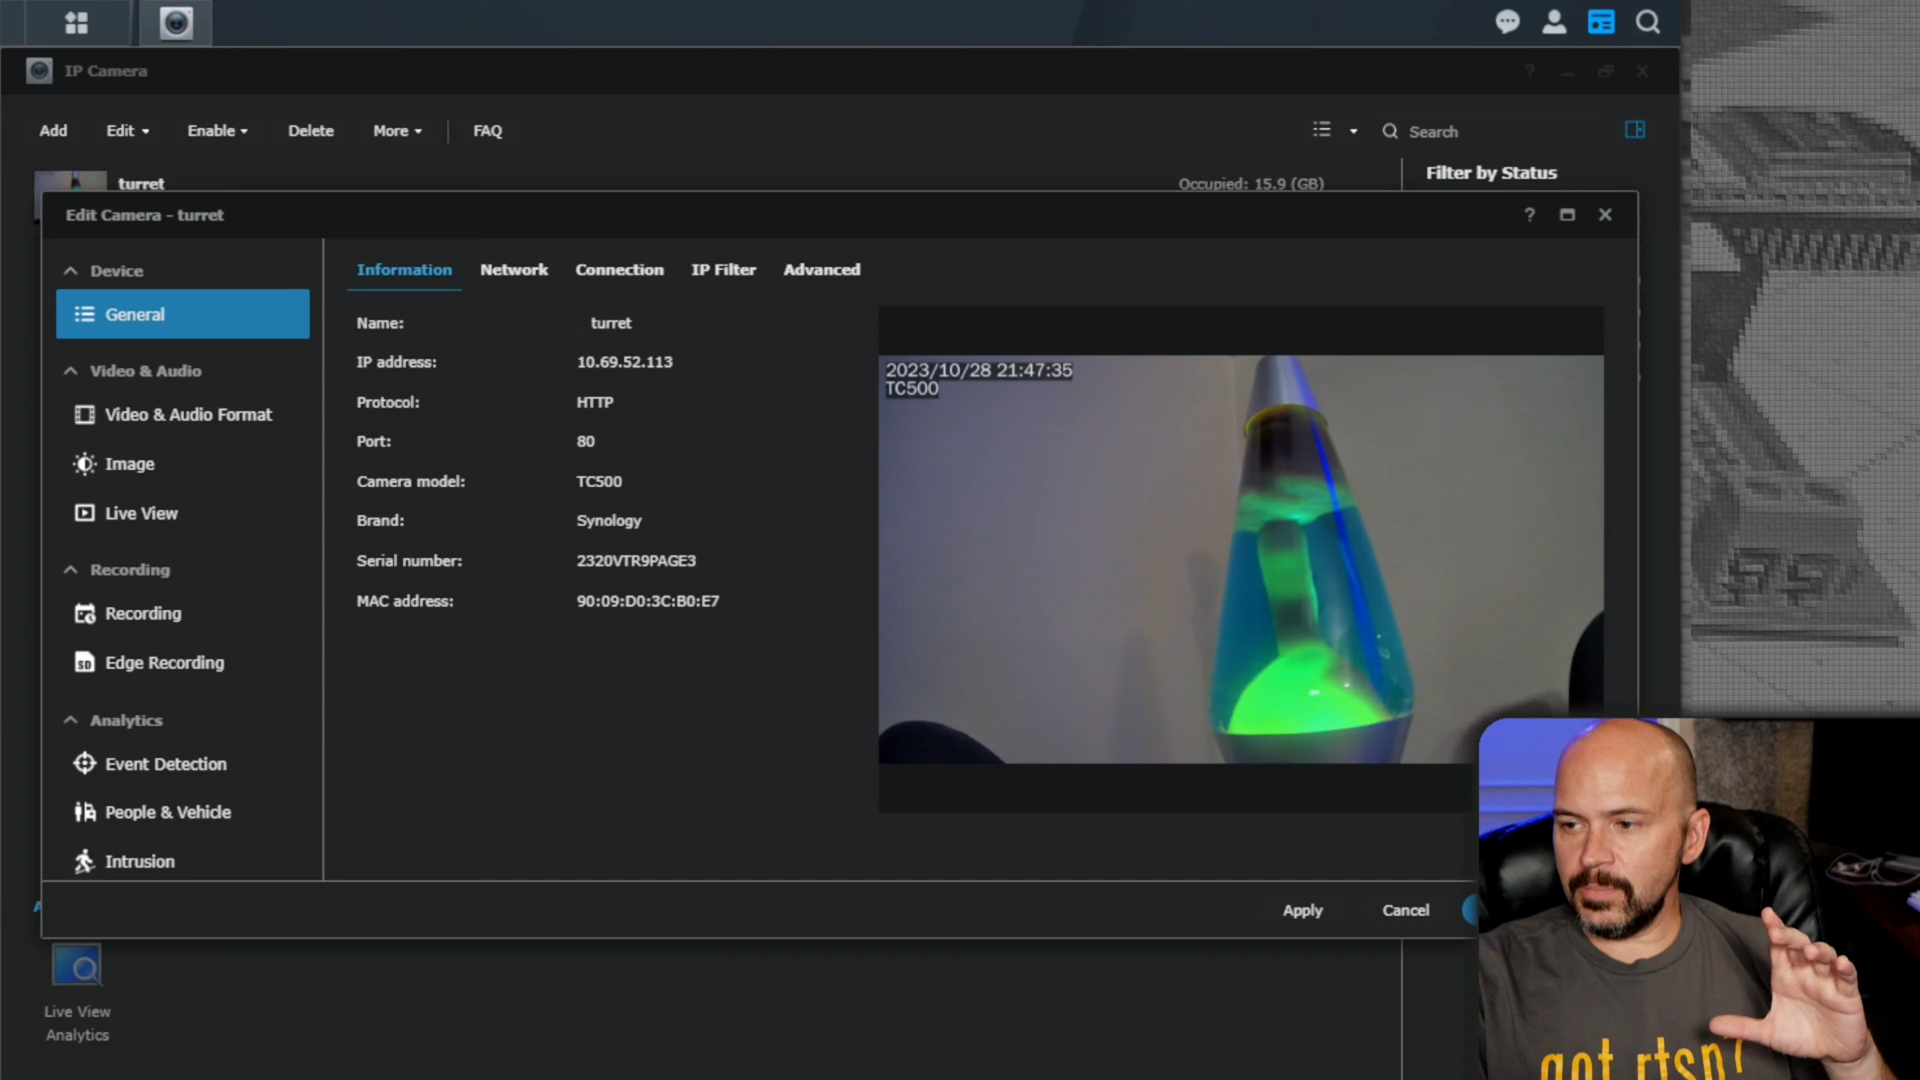 IP Camera
Add
Edit
Enable
Delete
More
FAQ
Search
turret
Occupied: 15.9 (GB)
Filter by Status
Edit Camera - turret
Device
General
Video & Audio
Video & Audio Format
Image
Live View
Recording
Recording
Edge Recording
Analytics
Event Detection
People & Vehicle
Intrusion
Information
Network
Connection
IP Filter
Advanced
Name: turret
IP address: 10.69.52.113
Protocol: HTTP
Port: 80
Camera model: TC500
Brand: Synology
Serial number: 2320VTR9PAGE3
MAC address: 90:09:D0:3C:B0:E7
2023/10/28 21:47:35
TC500
Apply
Cancel
Live View
Analytics
got rtsp?